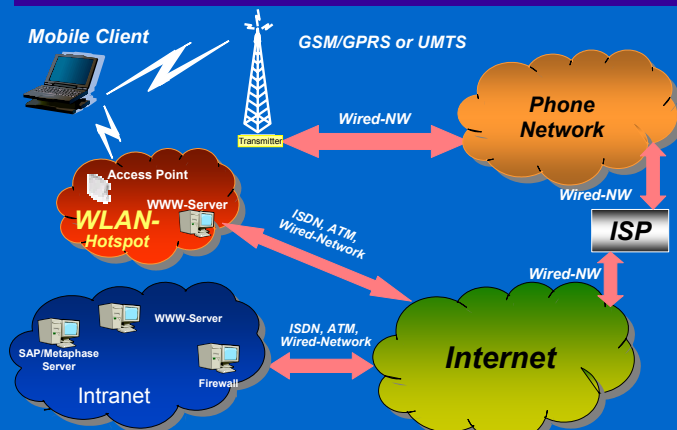 Mobile Client
GSM/GPRS or UMTS
Transmitter
Wired-NW
Phone
Network
Wired-NW
ISP
Wired-NW
Access Point
WWW-Server
WLAN-
Hotspot
ISDN, ATM,
Wired-Network
WWW-Server
SAP/Metaphase
Server
Firewall
Intranet
ISDN, ATM,
Wired-Network
Internet